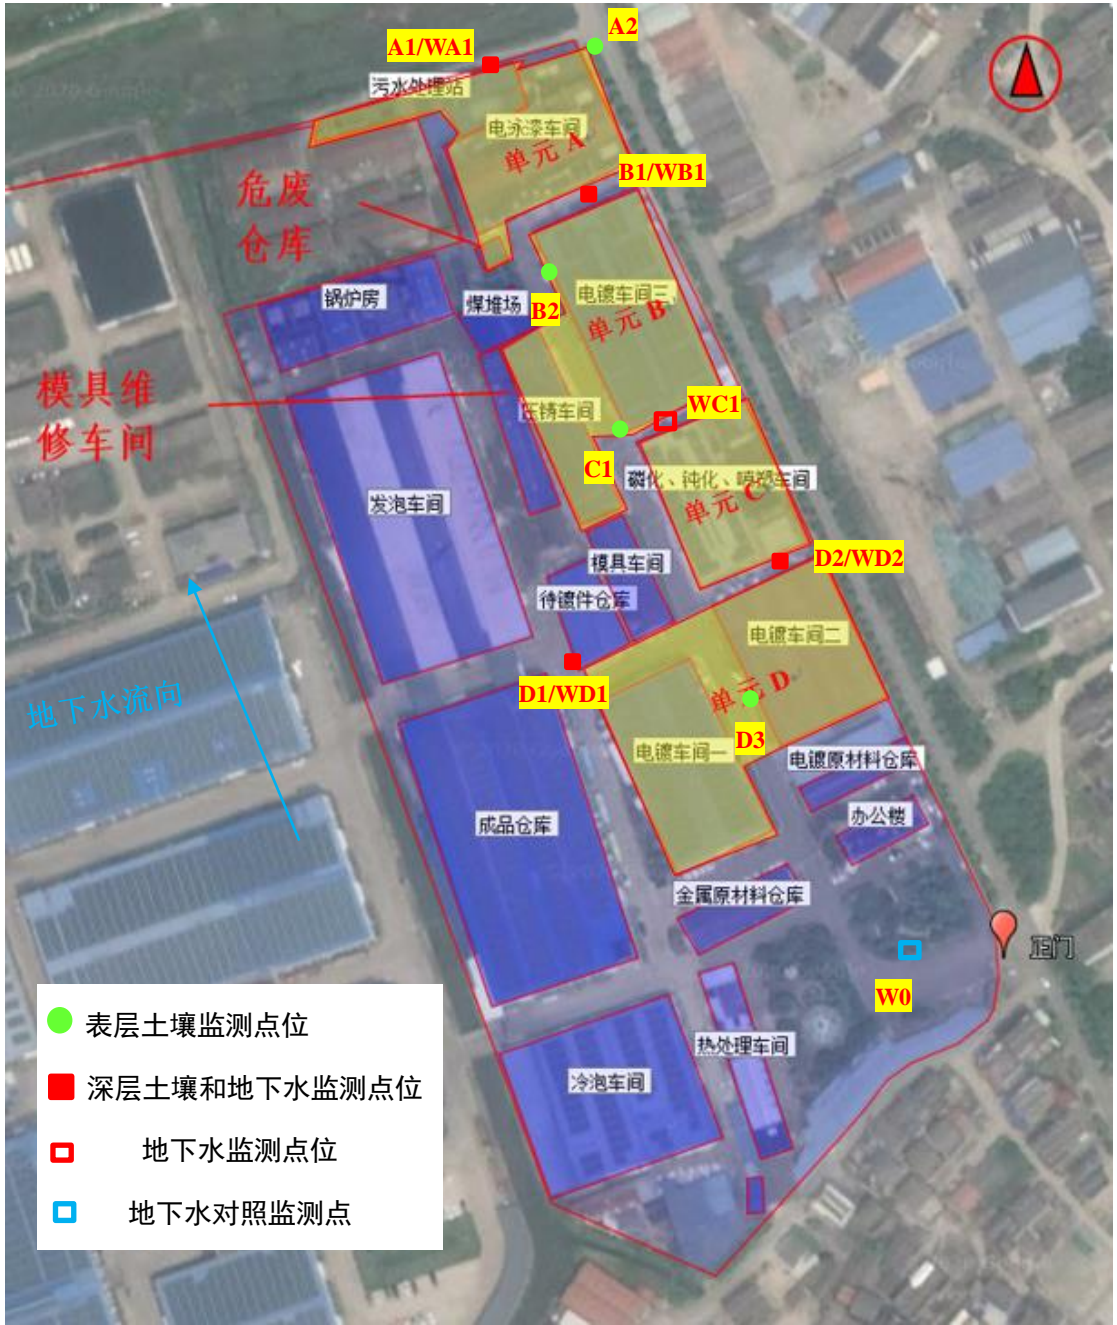 A2
A1/WA1
污水处理站
电泳漆车间
单元 A
B1/WB1
危废
仓库
锅炉房
煤堆场
B2
电镀车间三
单元 B
模具维
修车间
压铸车间
WC1
C1
磷化、钝化、喷塑车间
单元 C
发泡车间
模具车间
D2/WD2
待镀件仓库
电镀车间二
D1/WD1
单元 D
地下水流向
D3
电镀车间一
电镀原材料仓库
办公楼
成品仓库
金属原材料仓库
正门
W0
热处理车间
冷泡车间
表层土壤监测点位
深层土壤和地下水监测点位
地下水监测点位
地下水对照监测点